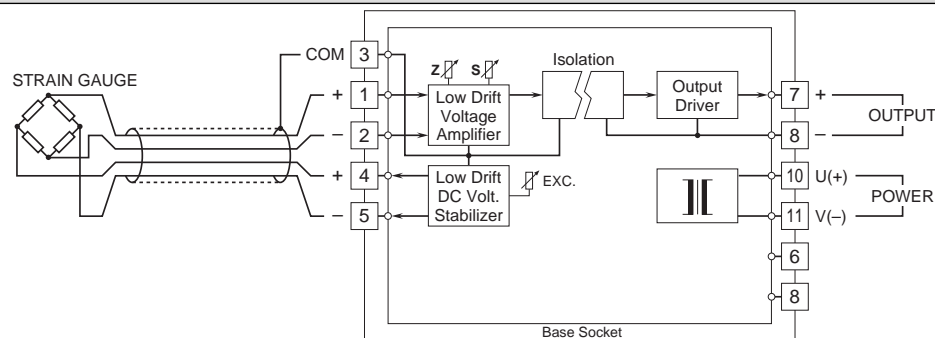 STRAIN GAUGE
COM 3
+ 1
– 2
+ 4
– 5
Z S
Low Drift
Voltage
Amplifier
Low Drift
DC Volt.
Stabilizer
EXC.
Isolation
Output
Driver
7 +
8 –
OUTPUT
10 U(+)
11 V(–)
POWER
6
8
Base Socket